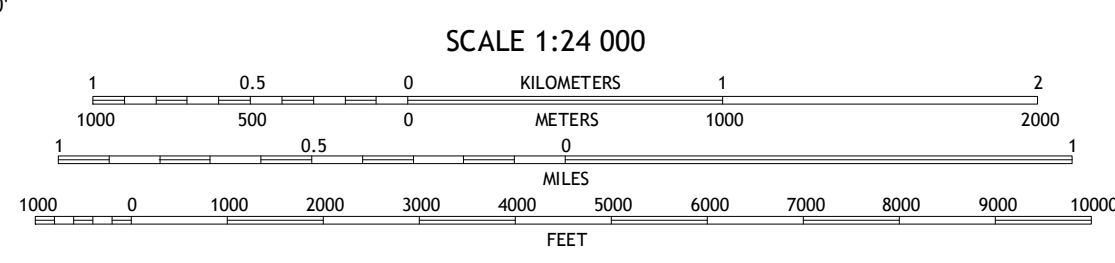 SCALE 1:24 000
1 0.5 0 KILOMETERS 1 2
1000 500 0 METERS 1000 2000
1 0.5 0 1
MILES
1000 0 1000 2000 3000 4000 5000 6000 7000 8000 9000 10000
FEET